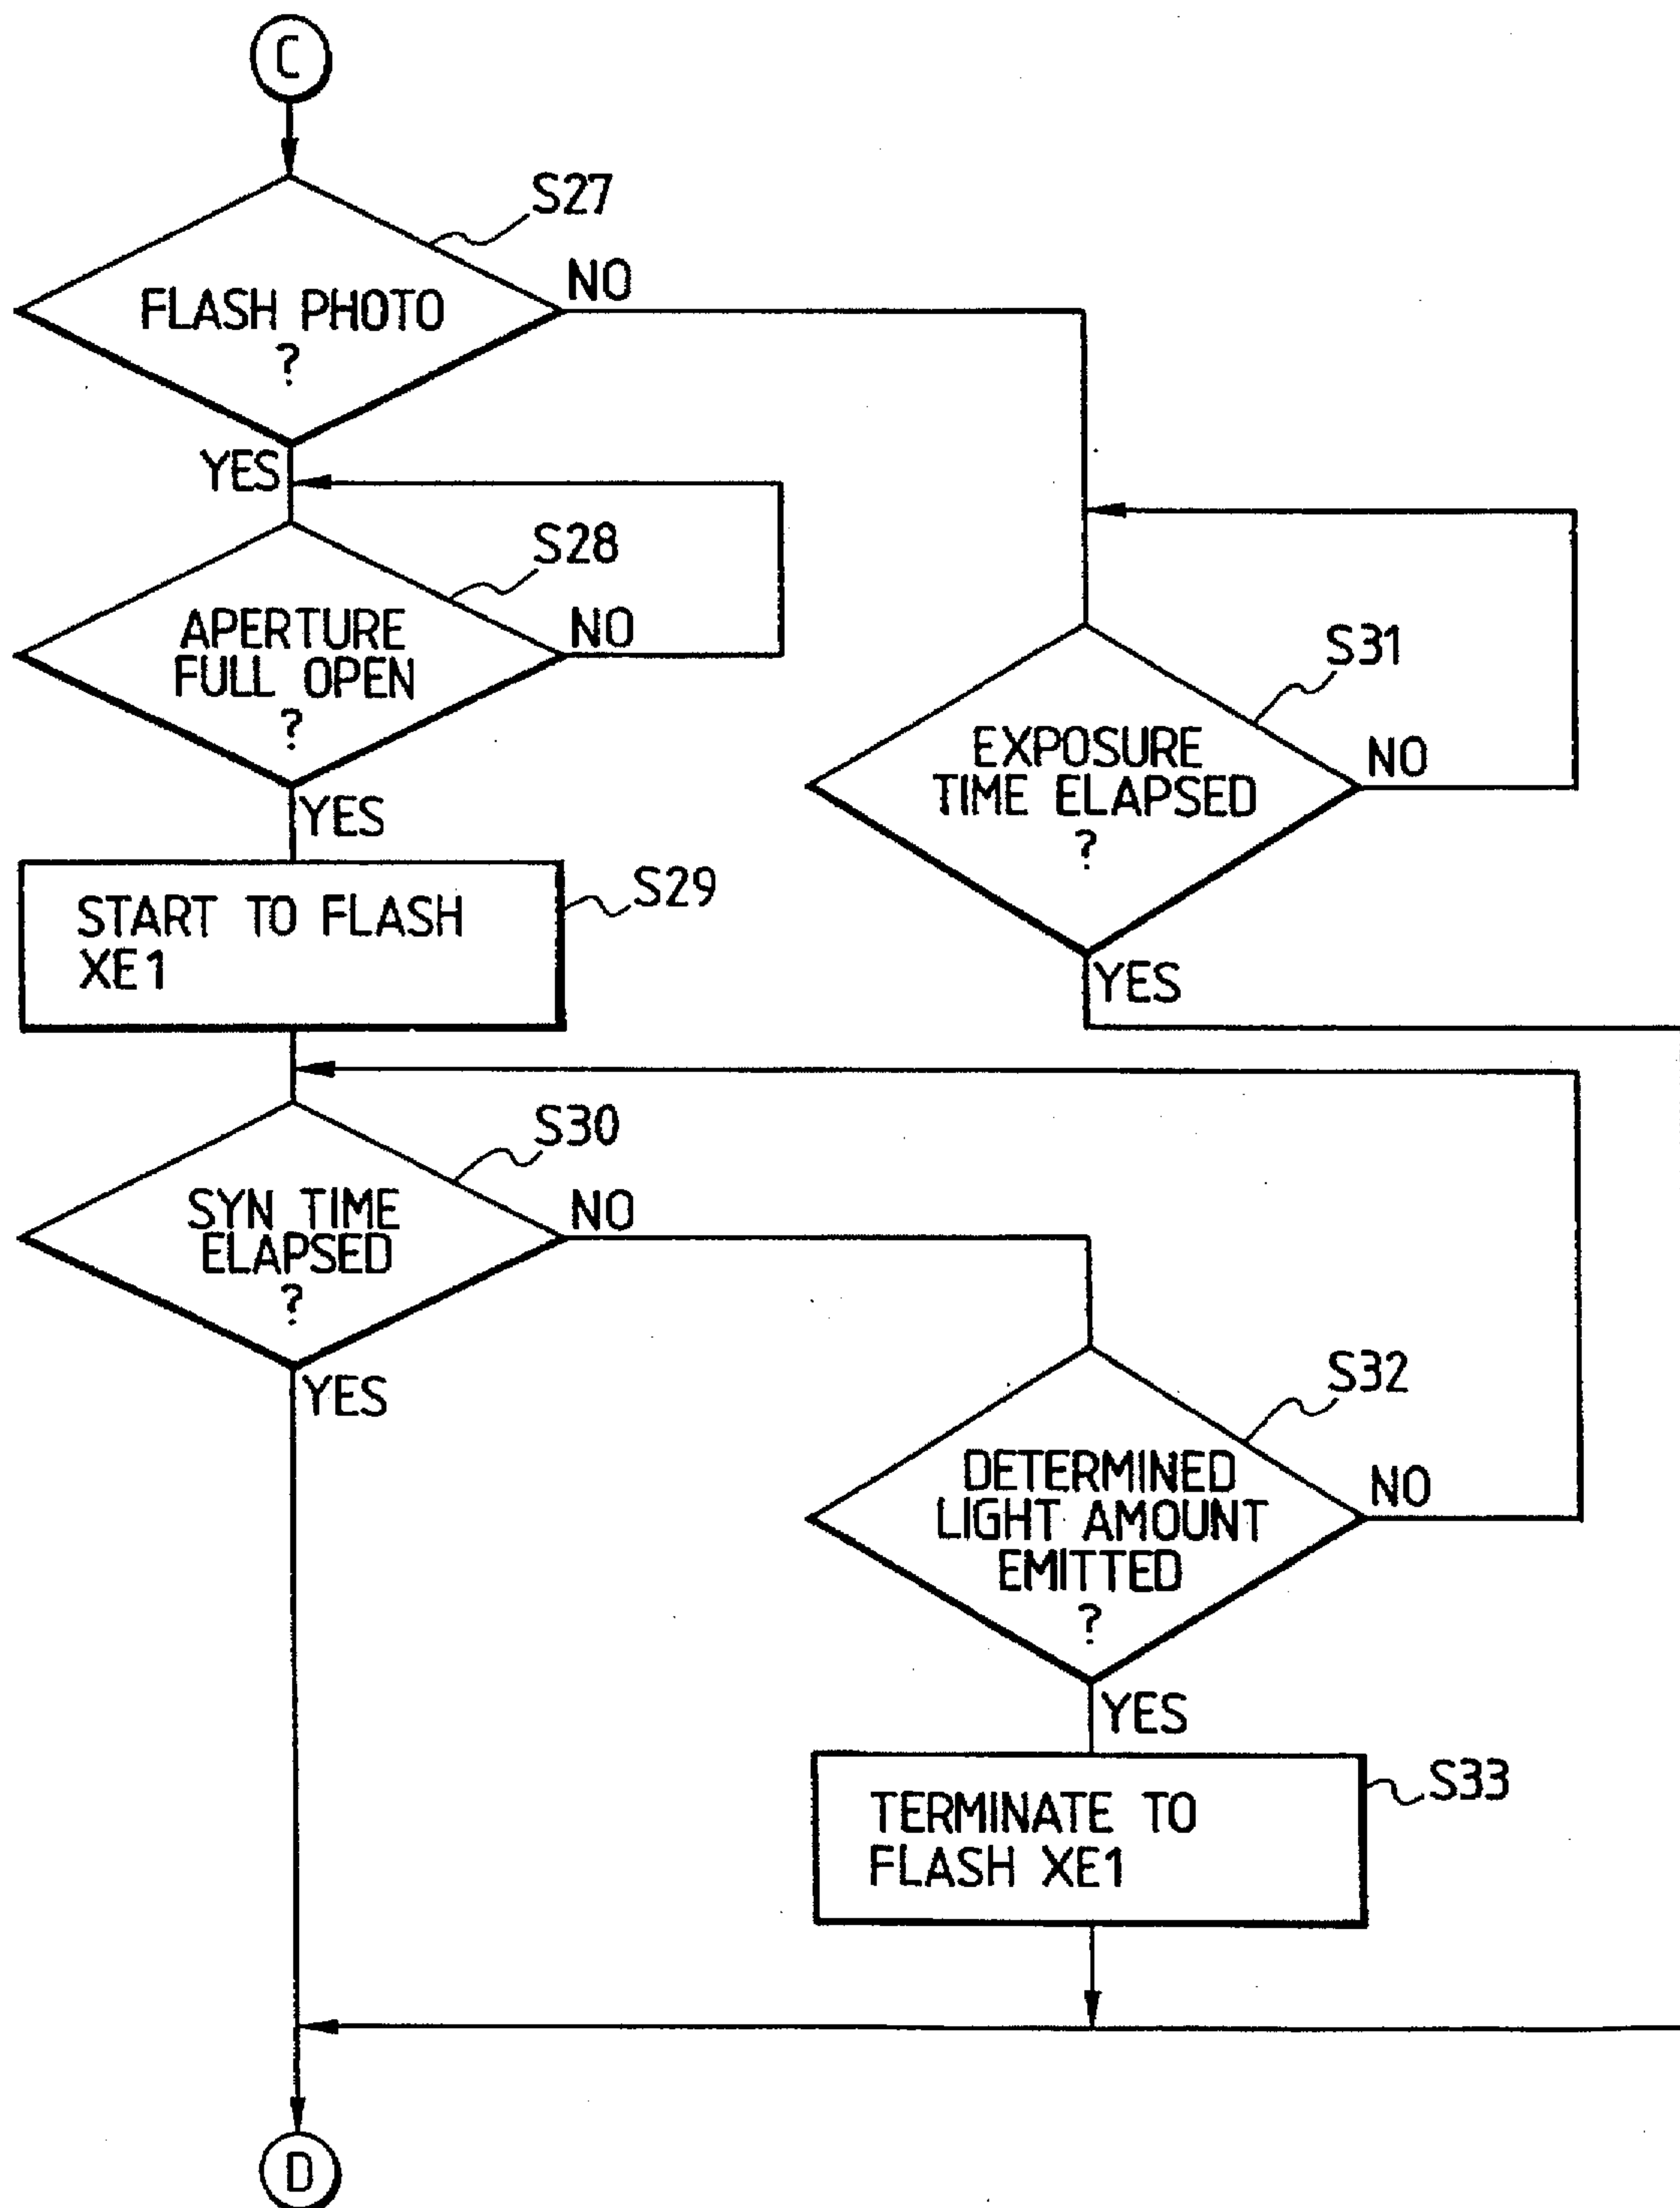 C
S27
FLASH PHOTO
?
NO
YES
S28
APERTURE
FULL OPEN
?
NO
YES
S31
EXPOSURE
TIME ELAPSED
?
NO
YES
START TO FLASH
XE1
S29
S30
SYN TIME
ELAPSED
?
NO
YES
S32
DETERMINED
LIGHT AMOUNT
EMITTED
?
NO
YES
TERMINATE TO
FLASH XE1
S33
D